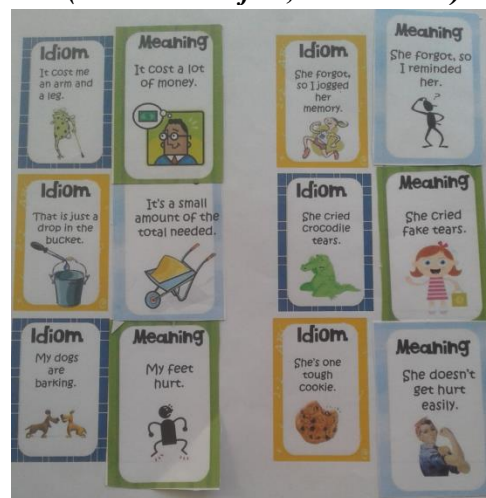 Idiom
It cost me
an arm and
a leg.
Meaning
It cost a lot
of money.
Idiom
She forgot,
so I jogged
her
memory.
Meaning
She forgot, so
I reminded
her.
Idiom
That is just a
drop in the
bucket.
It's a small
amount of the
total needed.
Idiom
She cried
crocodile
tears.
Meaning
She cried
fake tears.
Idiom
My dogs
are
barking.
Meaning
My feet
hurt.
Idiom
She's one
tough
cookie.
Meaning
She doesn't
get hurt
easily.